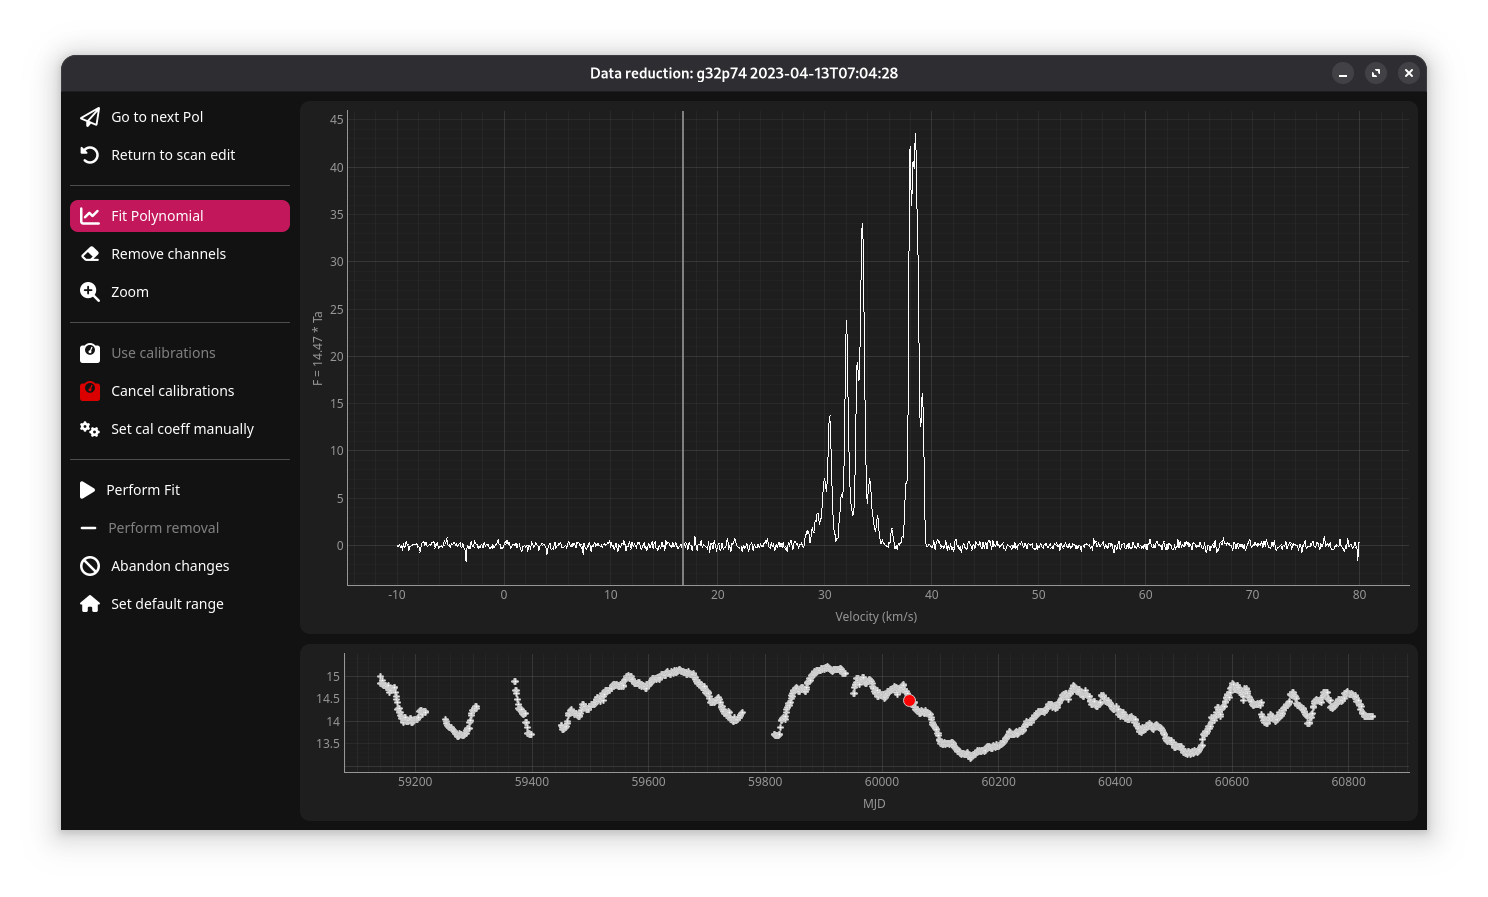 Data reduction: g32p74 2023-04-13T07:04:28
Go to next Pol
Return to scan edit
Fit Polynomial
Remove channels
Zoom
Use calibrations
Cancel calibrations
Set cal coeff manually
Perform Fit
Perform removal
Abandon changes
Set default range
F = 14.47 * Ta
45
40
35
30
25
20
15
10
5
0
-10 0 10 20 30 40 50 60 70 80
Velocity (km/s)
15
14.5
14
13.5
59200 59400 59600 59800 60000 60200 60400 60600 60800
MJD